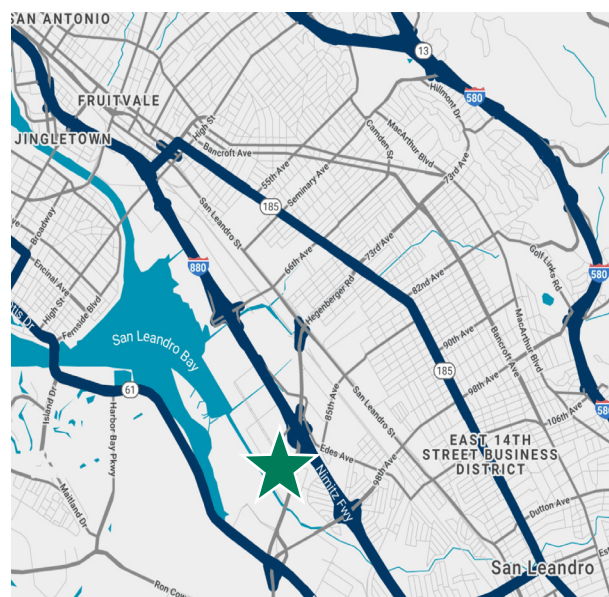 SAN ANTONIO
13
580
Hillmont Dr
FRUITVALE
High St
JINGLETOWN
Bancroft Ave
Camden St
MacArthur Blvd
55th Ave
73rd Ave
Seminary Ave
185
San Leandro St
Broadway
66th Ave
73rd Ave
880
Encinal Ave
Golf Links Rd
580
Hegenberger Rd
82nd Ave
High St
Fernside Blvd
San Leandro Bay
90th Ave
Bancroft Ave
MacArthur Blvd
185
98th Ave
61
Island Dr
Harbor Bay Pkwy
85th Ave
San Leandro St
106th Ave
580
Edes Ave
EAST 14TH
STREET BUSINESS
DISTRICT
98th Ave
Nimitz Fwy
Maitland Dr
Dutton Ave
San Leandro
Ron